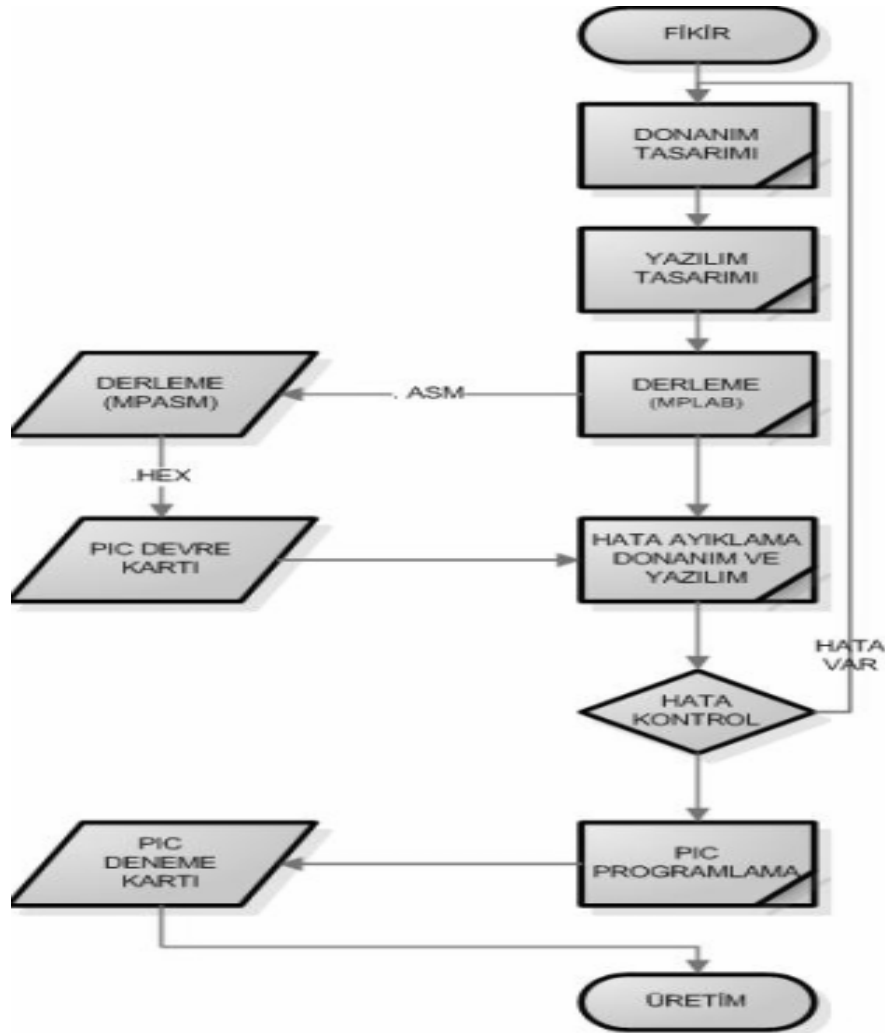 FİKİR
DONANIM
TASARIMI
YAZILIM
TASARIMI
DERLEME
(MPLAB)
. ASM
DERLEME
(MPASM)
.HEX
PIC DEVRE
KARTI
HATA AYIKLAMA
DONANIM VE
YAZILIM
HATA
VAR
HATA
KONTROL
PIC
PROGRAMLAMA
PIC
DENEME
KARTI
ÜRETİM